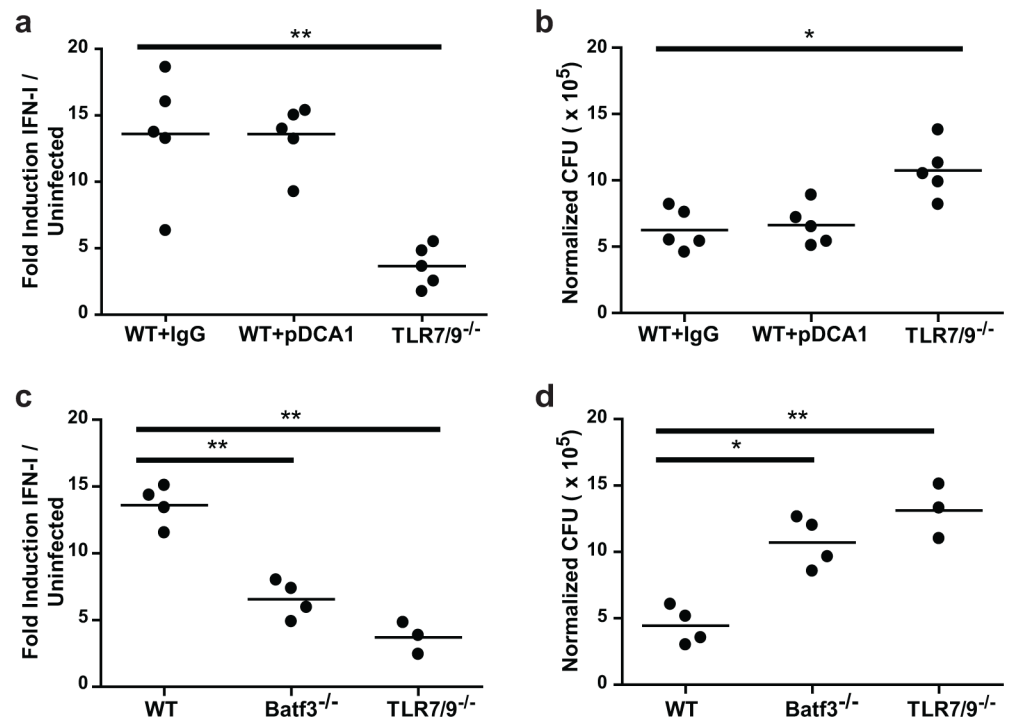 a
**
20
15
10
5
0
Fold Induction IFN-I /
Uninfected
WT+IgG
WT+pDCA1
TLR7/9-/-
b
*
20
15
10
5
0
Normalized CFU ( x 10⁵)
WT+IgG
WT+pDCA1
TLR7/9-/-
c
**
**
20
15
10
5
0
Fold Induction IFN-I /
Uninfected
WT
Batf3-/-
TLR7/9-/-
d
**
*
20
15
10
5
0
Normalized CFU ( x 10⁵)
WT
Batf3-/-
TLR7/9-/-